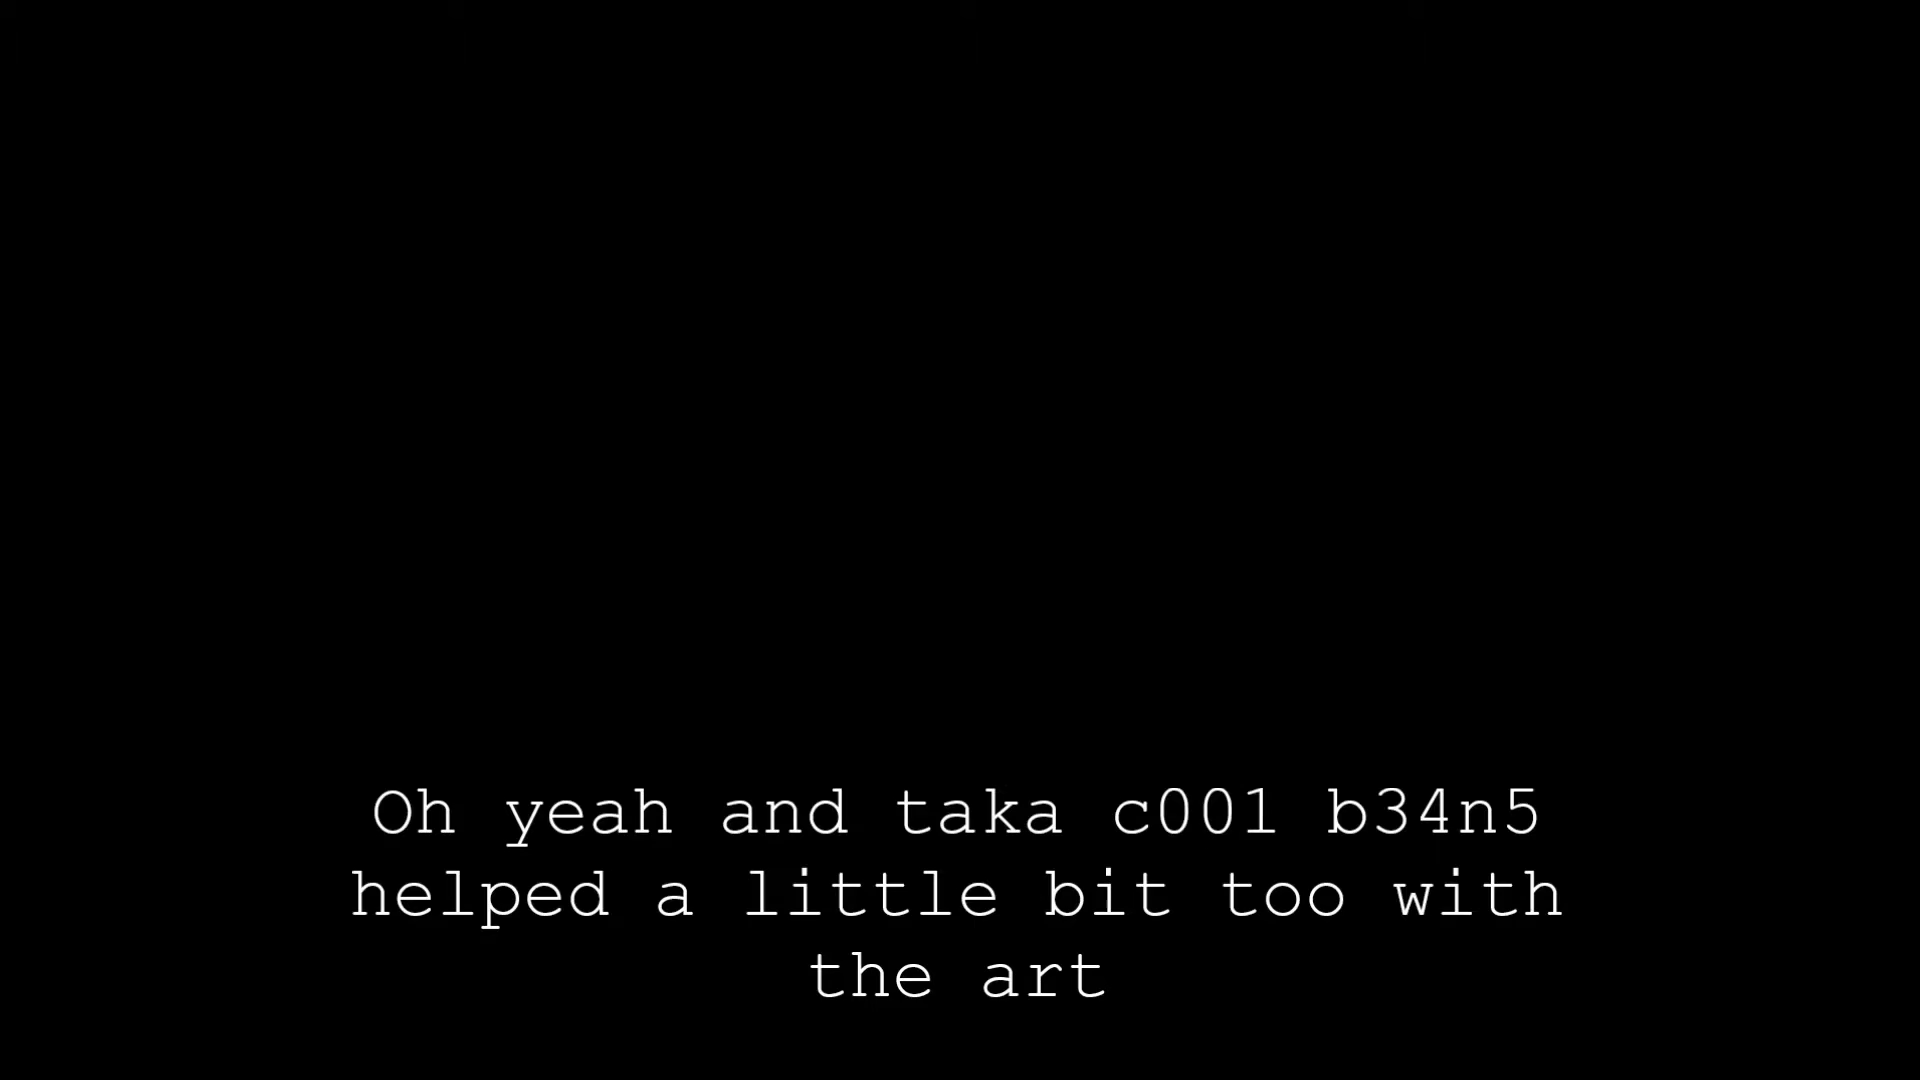 Oh yeah and taka c001 b34n5
helped a little bit too with
the art